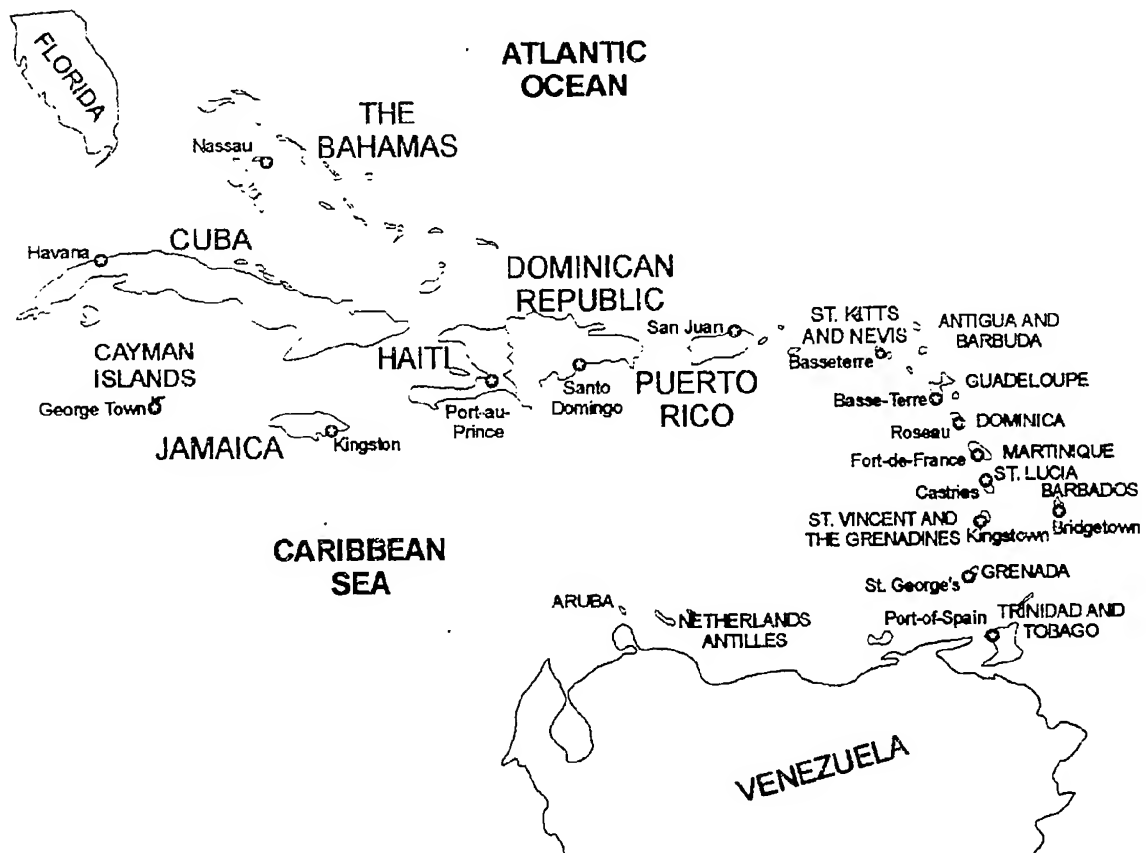 FLORIDA
ATLANTIC
OCEAN
THE
BAHAMAS
Nassau
Havana
CUBA
DOMINICAN
REPUBLIC
San Juan
ST. KITTS
AND NEVIS
Basseterre
ANTIGUA AND
BARBUDA
CAYMAN
ISLANDS
George Town
HAITI
Port-au-
Prince
Santo
Domingo
PUERTO
RICO
GUADELOUPE
Basse-Terre
DOMINICA
Roseau
JAMAICA
Kingston
MARTINIQUE
Fort-de-France
ST. LUCIA
Castries
BARBADOS
Bridgetown
ST. VINCENT AND
THE GRENADINES
Kingstown
CARIBBEAN
SEA
GRENADA
St. George's
ARUBA
NETHERLANDS
ANTILLES
Port-of-Spain
TRINIDAD AND
TOBAGO
VENEZUELA